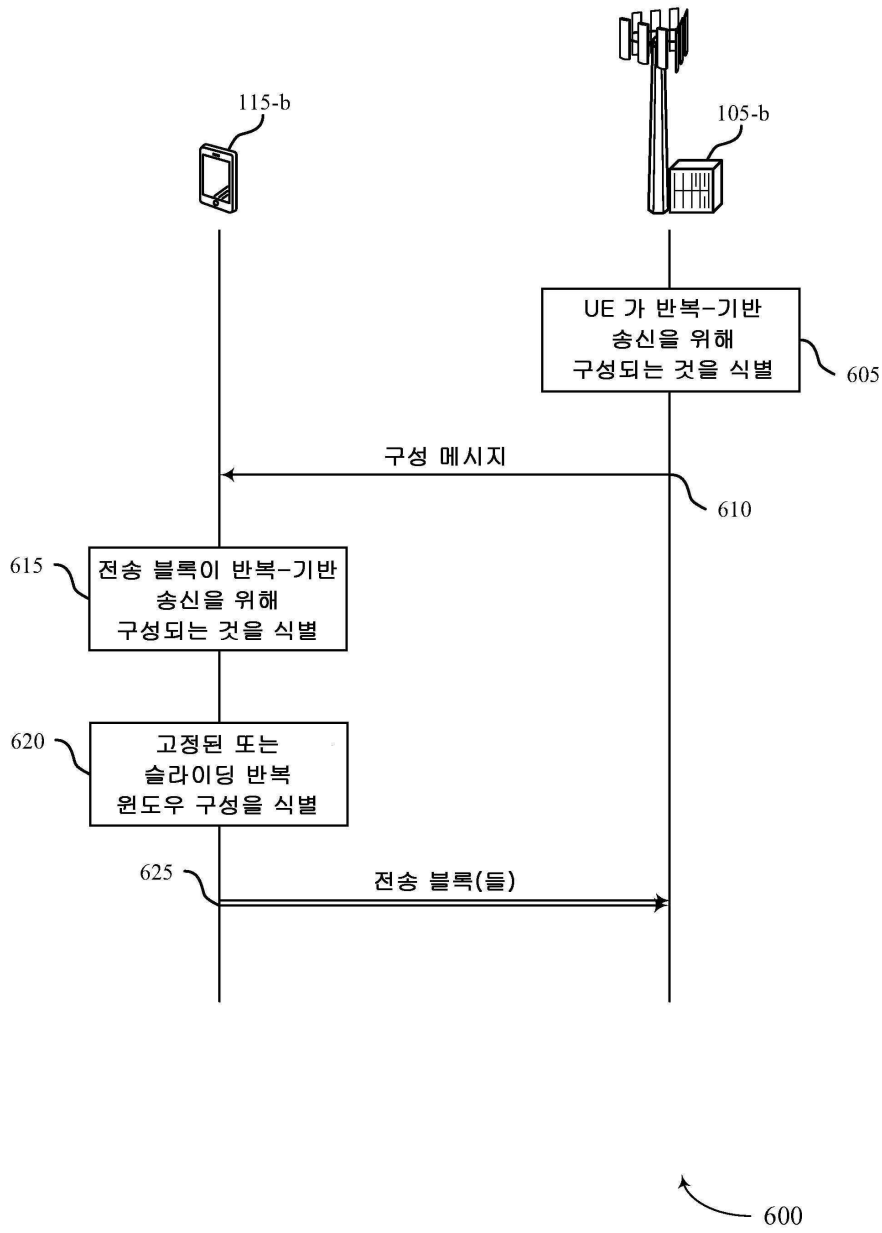 115-b
105-b
UE 가 반복-기반
송신을 위해
구성되는 것을 식별
605
구성 메시지
610
615
전송 블록이 반복-기반
송신을 위해
구성되는 것을 식별
620
고정된 또는
슬라이딩 반복
윈도우 구성을 식별
625
전송 블록(들)
600